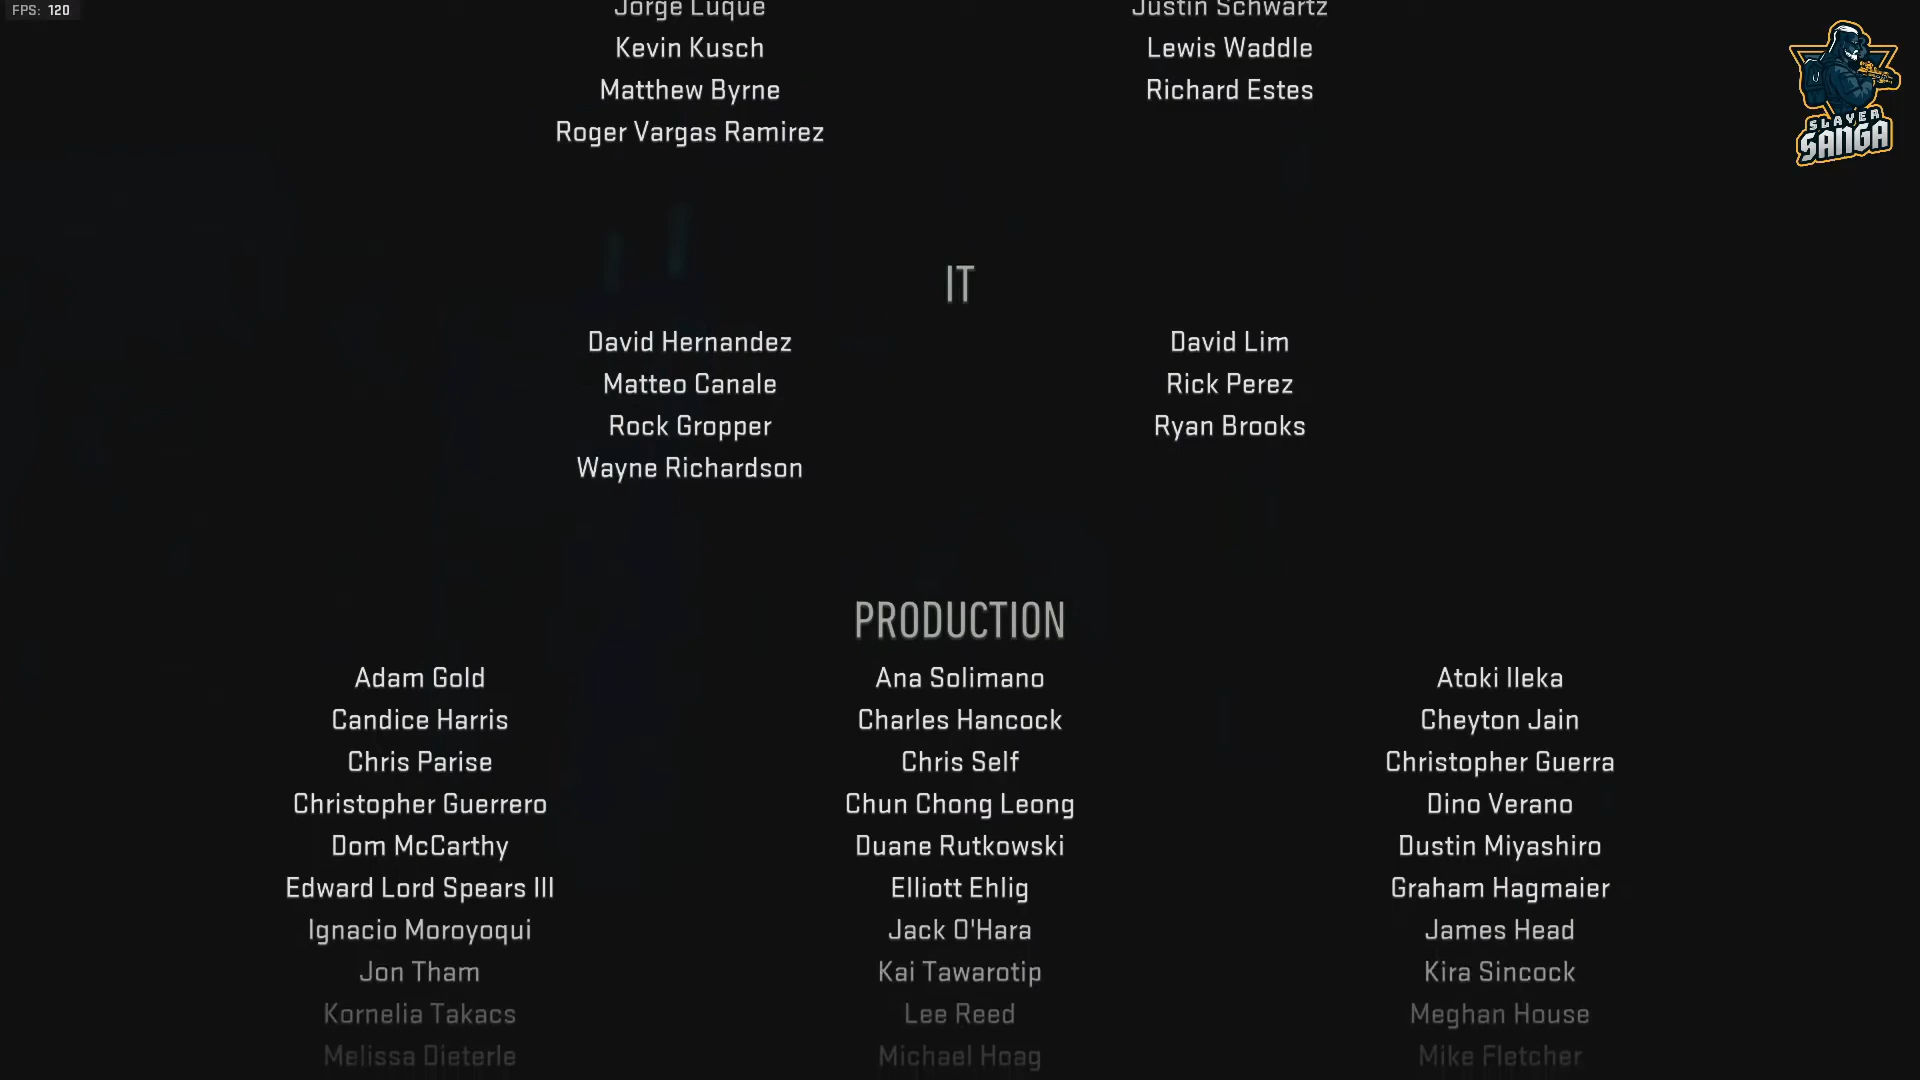 FPS: 120
Jorge Luque Justin Schwartz
Kevin Kusch Lewis Waddle
Matthew Byrne Richard Estes
Roger Vargas Ramirez
SLAYER
SANGA
IT
David Hernandez David Lim
Matteo Canale Rick Perez
Rock Gropper Ryan Brooks
Wayne Richardson
PRODUCTION
Adam Gold Ana Solimano Atoki Ileka
Candice Harris Charles Hancock Cheyton Jain
Chris Parise Chris Self Christopher Guerra
Christopher Guerrero Chun Chong Leong Dino Verano
Dom McCarthy Duane Rutkowski Dustin Miyashiro
Edward Lord Spears III Elliott Ehlig Graham Hagmaier
Ignacio Moroyoqui Jack O'Hara James Head
Jon Tham Kai Tawarotip Kira Sincock
Kornelia Takacs Lee Reed Meghan House
Melissa Dieterle Michael Hoag Mike Fletcher